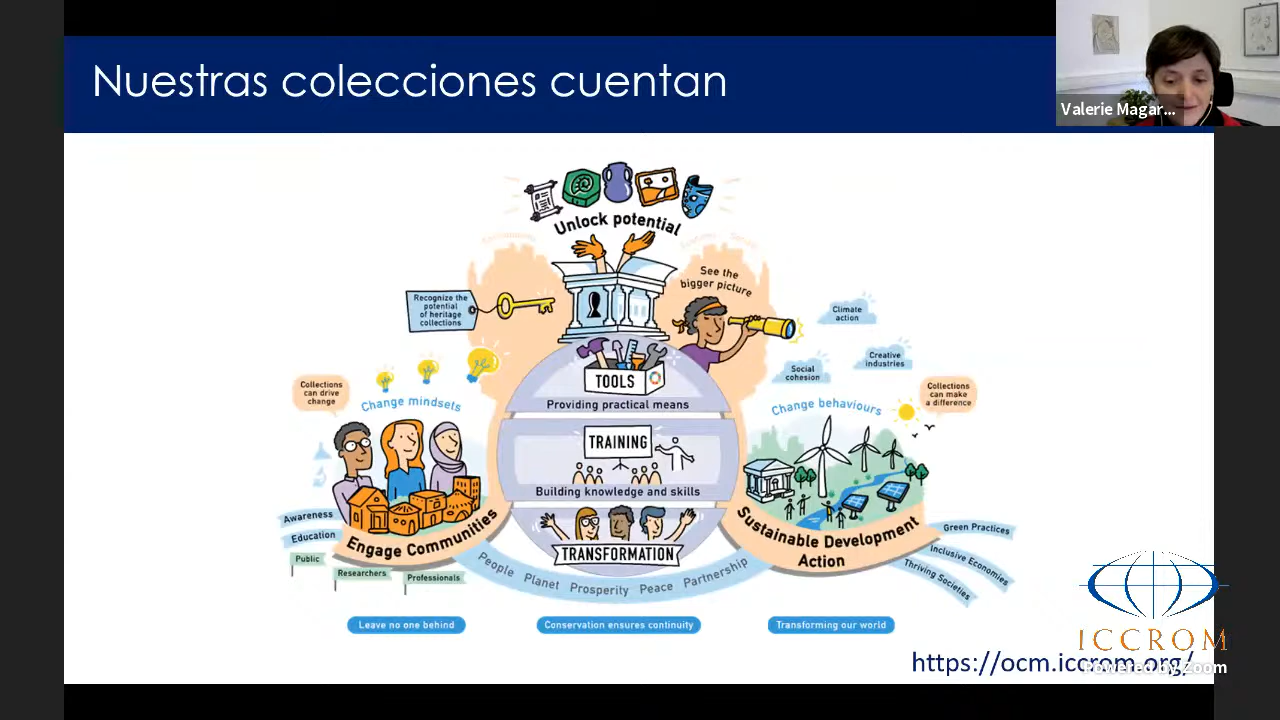 Nuestras colecciones cuentan
Valerie Magar...
Unlock potential
See the
bigger picture
Recognize the
potential
of heritage
collections
Climate
action
Creative
industries
Social
cohesion
Collections
can drive
change
Change mindsets
TOOLS
Providing practical means
Change behaviours
Collections
can make
a difference
TRAINING
Building knowledge and skills
TRANSFORMATION
Awareness
Education
Public
Researchers
Professionals
Engage Communities
Sustainable Development
Action
Green Practices
Inclusive Economies
Thriving Societies
People Planet Prosperity Peace Partnership
Leave no one behind
Conservation ensures continuity
Transforming our world
ICCROM
https://ocm.iccrom.org/
Powered by Zoom